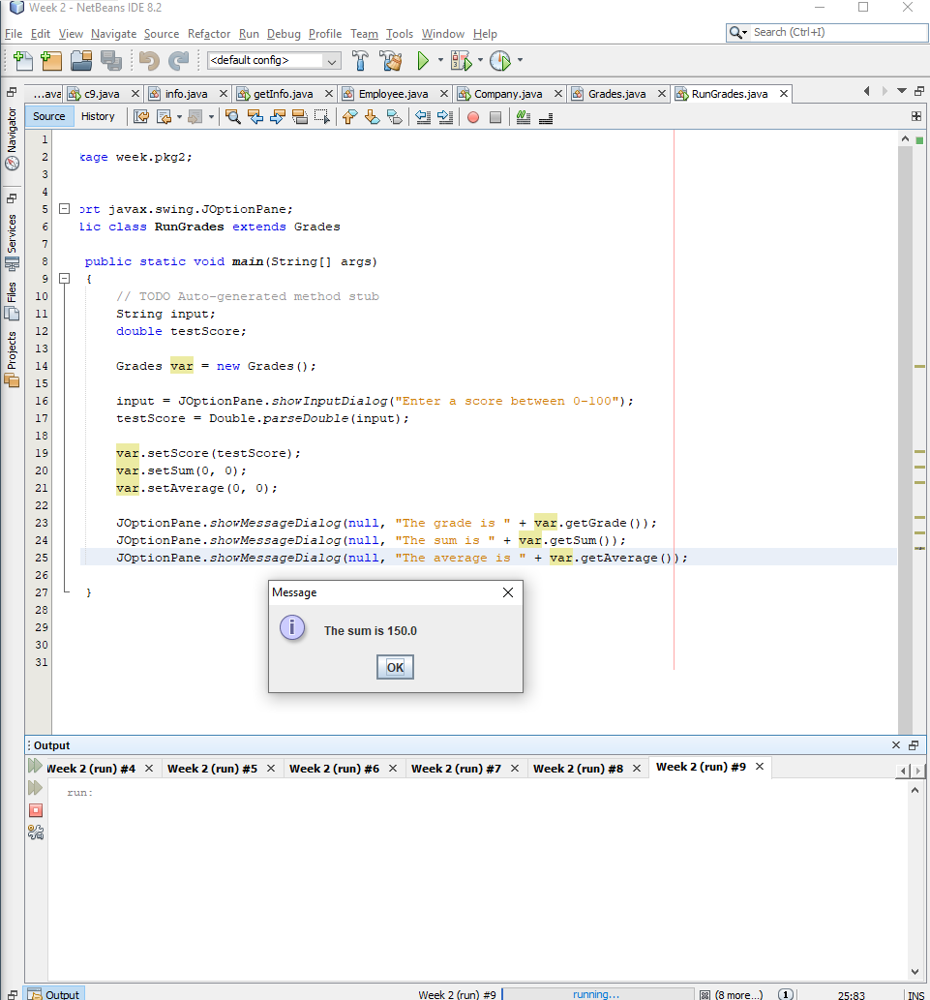 Week 2 - NetBeans IDE 8.2
File Edit View Navigate Source Refactor Run Debug Profile Team Tools Window Help
Search (Ctrl+I)
<default config>
...ava c9.java info.java getInfo.java Employee.java Company.java Grades.java RunGrades.java
Source History
Navigator
Services
Files
Projects
1
2 kage week.pkg2;
3
4
5 ort javax.swing.JOptionPane;
6 lic class RunGrades extends Grades
7
8 public static void main(String[] args)
9 {
10 // TODO Auto-generated method stub
11 String input;
12 double testScore;
13
14 Grades var = new Grades();
15
16 input = JOptionPane.showInputDialog("Enter a score between 0-100");
17 testScore = Double.parseDouble(input);
18
19 var.setScore(testScore);
20 var.setSum(0, 0);
21 var.setAverage(0, 0);
22
23 JOptionPane.showMessageDialog(null, "The grade is " + var.getGrade());
24 JOptionPane.showMessageDialog(null, "The sum is " + var.getSum());
25 JOptionPane.showMessageDialog(null, "The average is " + var.getAverage());
26
27 }
28
29
30
31
Message
The sum is 150.0
OK
Output
Week 2 (run) #4 Week 2 (run) #5 Week 2 (run) #6 Week 2 (run) #7 Week 2 (run) #8 Week 2 (run) #9
run:
Output Week 2 (run) #9 running... (8 more...) 1 25:83 INS